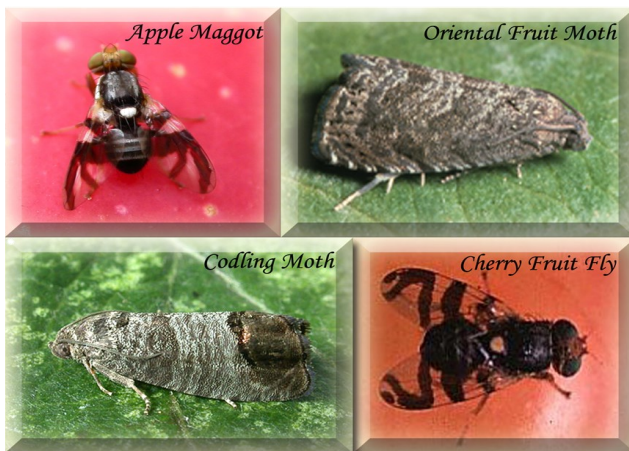 Apple Maggot
Oriental Fruit Moth
Codling Moth
Cherry Fruit Fly